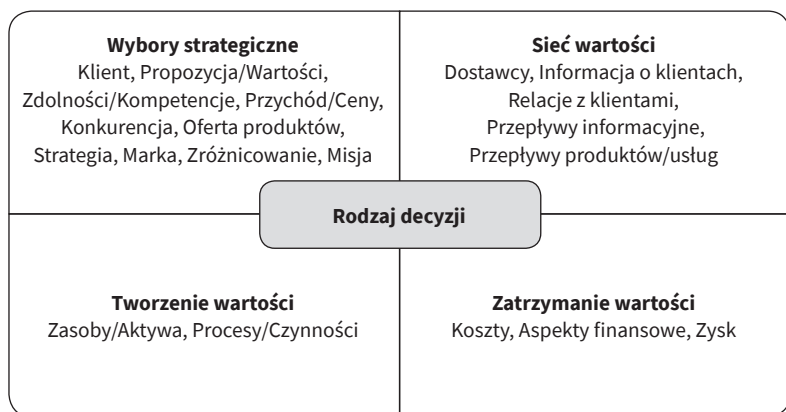 Wybory strategiczne
Klient, Propozycja/Wartości,
Zdolności/Kompetencje, Przychód/Ceny,
Konkurencja, Oferta produktów,
Strategia, Marka, Zróżnicowanie, Misja
Sieć wartości
Dostawcy, Informacja o klientach,
Relacje z klientami,
Przepływy informacyjne,
Przepływy produktów/usług
Rodzaj decyzji
Tworzenie wartości
Zasoby/Aktywa, Procesy/Czynności
Zatrzymanie wartości
Koszty, Aspekty finansowe, Zysk